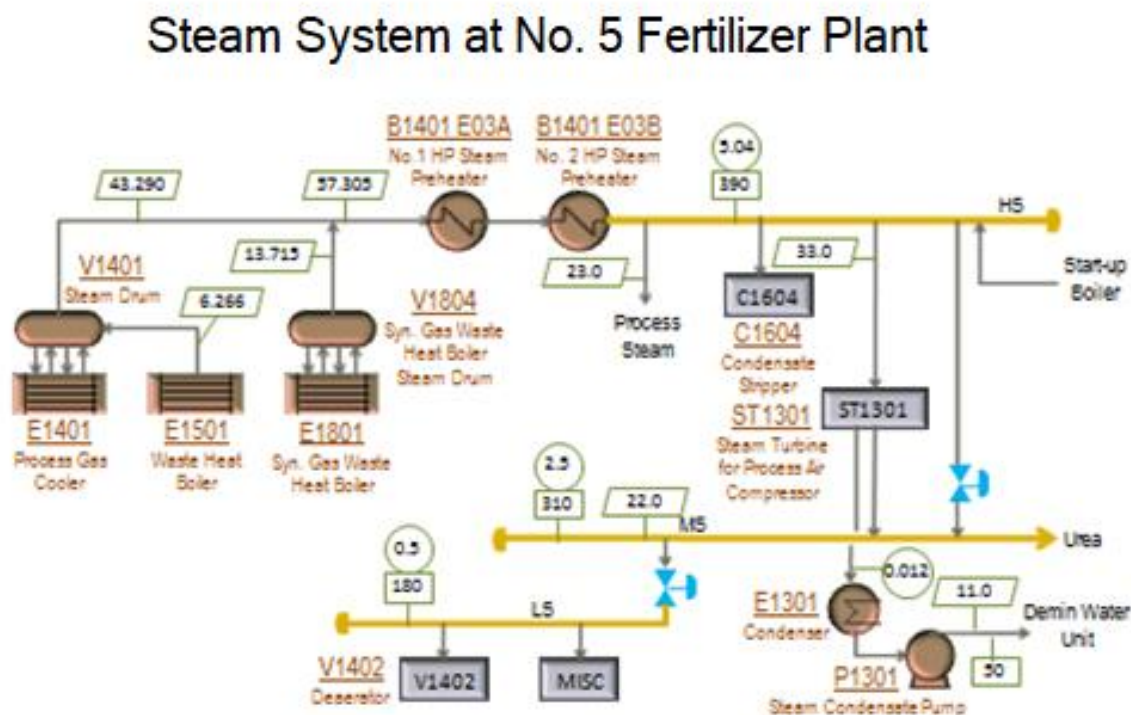 Steam System at No. 5 Fertilizer Plant
B1401 E03A
No.1 HP Steam
Preheater
B1401 E03B
No. 2 HP Steam
Preheater
5.04
390
43.290
57.305
HS
13.715
23.0
33.0
Start-up
Boiler
V1401
Steam Drum
6.266
V1804
Syn. Gas Waste
Heat Boiler
Steam Drum
Process
Steam
C1604
C1604
Condensate
Stripper
E1401
Process Gas
Cooler
E1501
Waste Heat
Boiler
E1801
Syn. Gas Waste
Heat Boiler
ST1301
ST1301
Steam Turbine
for Process Air
Compressor
2.5
310
22.0
MS
Urea
0.5
180
LS
0.012
E1301
Condenser
11.0
Demin Water
Unit
50
V1402
Deaerator
V1402
MISC
P1301
Steam Condensate Pump